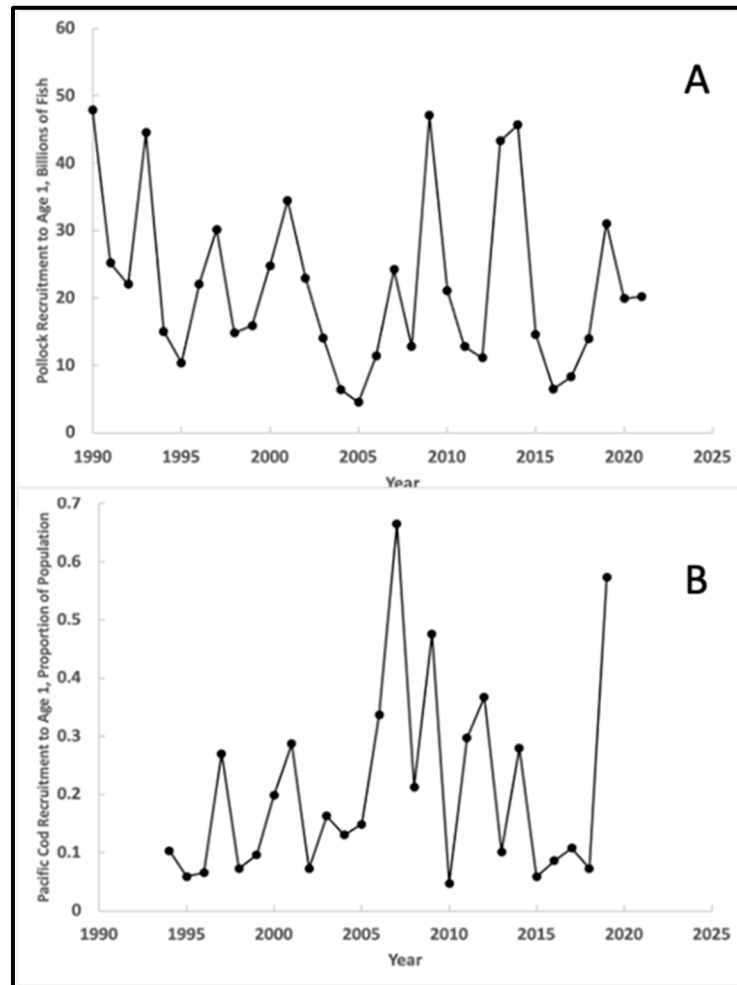 A
Pollock Recruitment to Age 1, Billions of Fish
60
50
40
30
20
10
0
1990 1995 2000 2005 2010 2015 2020 2025
Year
B
Pacific Cod Recruitment to Age 1, Proportion of Population
0.7
0.6
0.5
0.4
0.3
0.2
0.1
0
1990 1995 2000 2005 2010 2015 2020 2025
Year